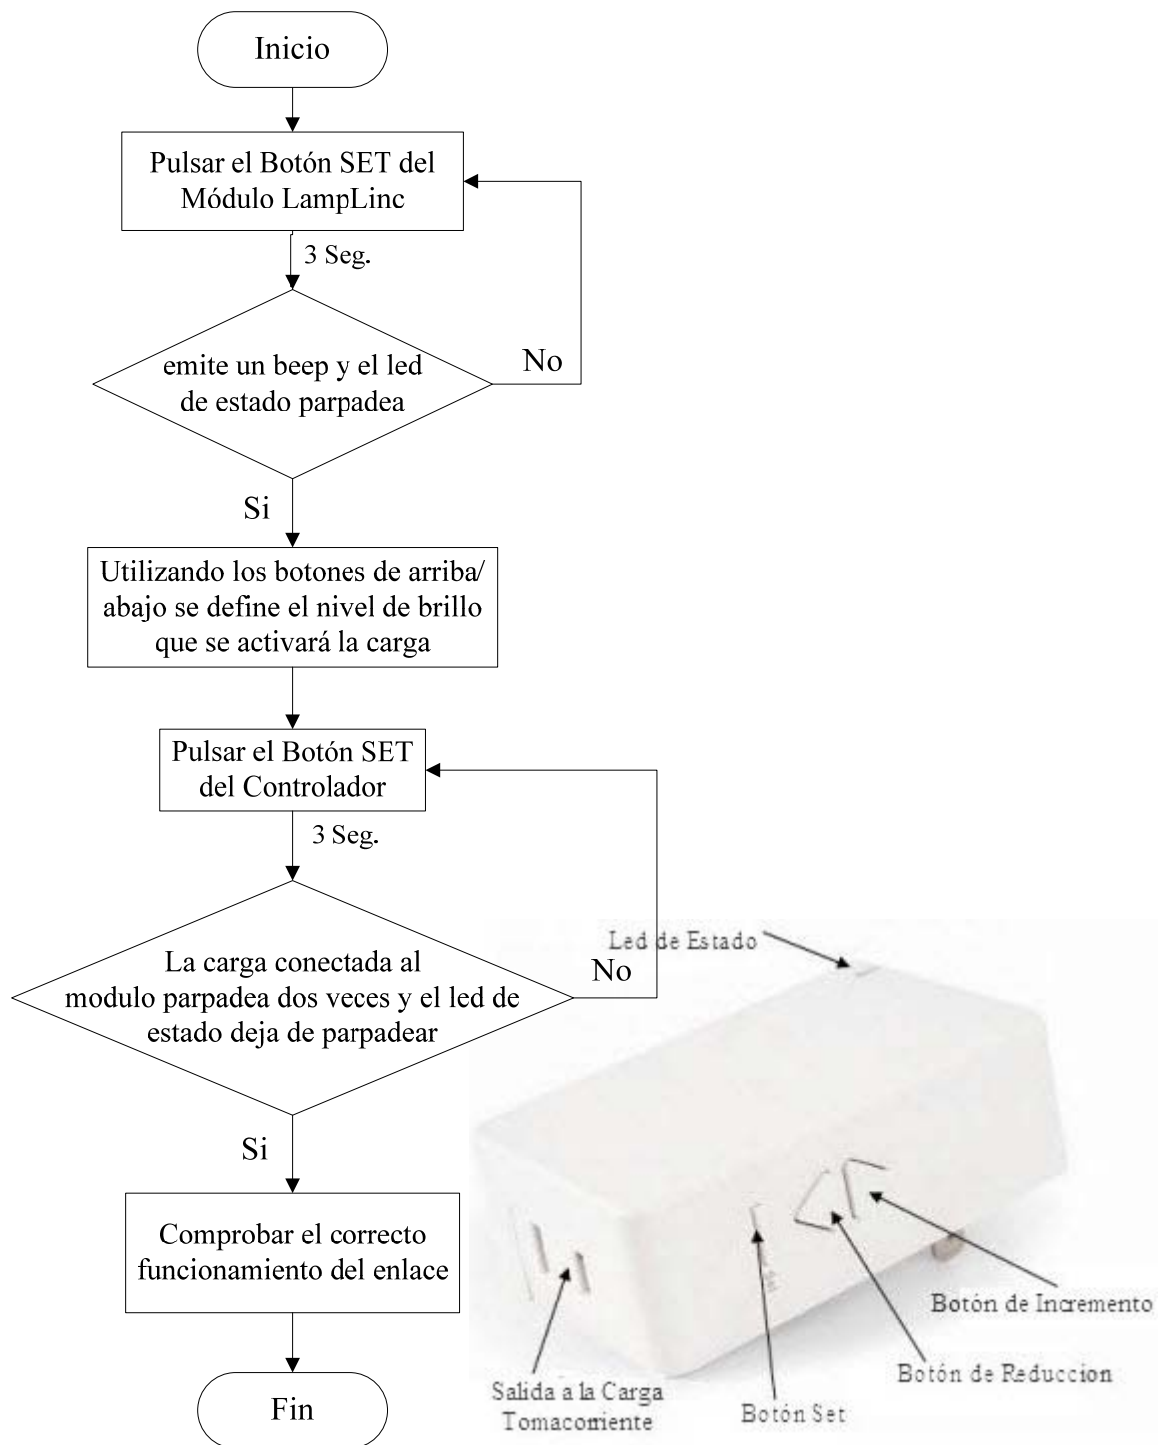 Inicio
Pulsar el Botón SET del
Módulo LampLinc
3 Seg.
emite un beep y el led
de estado parpadea
No
Si
Utilizando los botones de arriba/
abajo se define el nivel de brillo
que se activará la carga
Pulsar el Botón SET
del Controlador
3 Seg.
La carga conectada al
modulo parpadea dos veces y el led de
estado deja de parpadear
No
Si
Comprobar el correcto
funcionamiento del enlace
Fin
Led de Estado
Botón de Incremento
Botón de Reduccion
Botón Set
Salida a la Carga
Tomacorriente